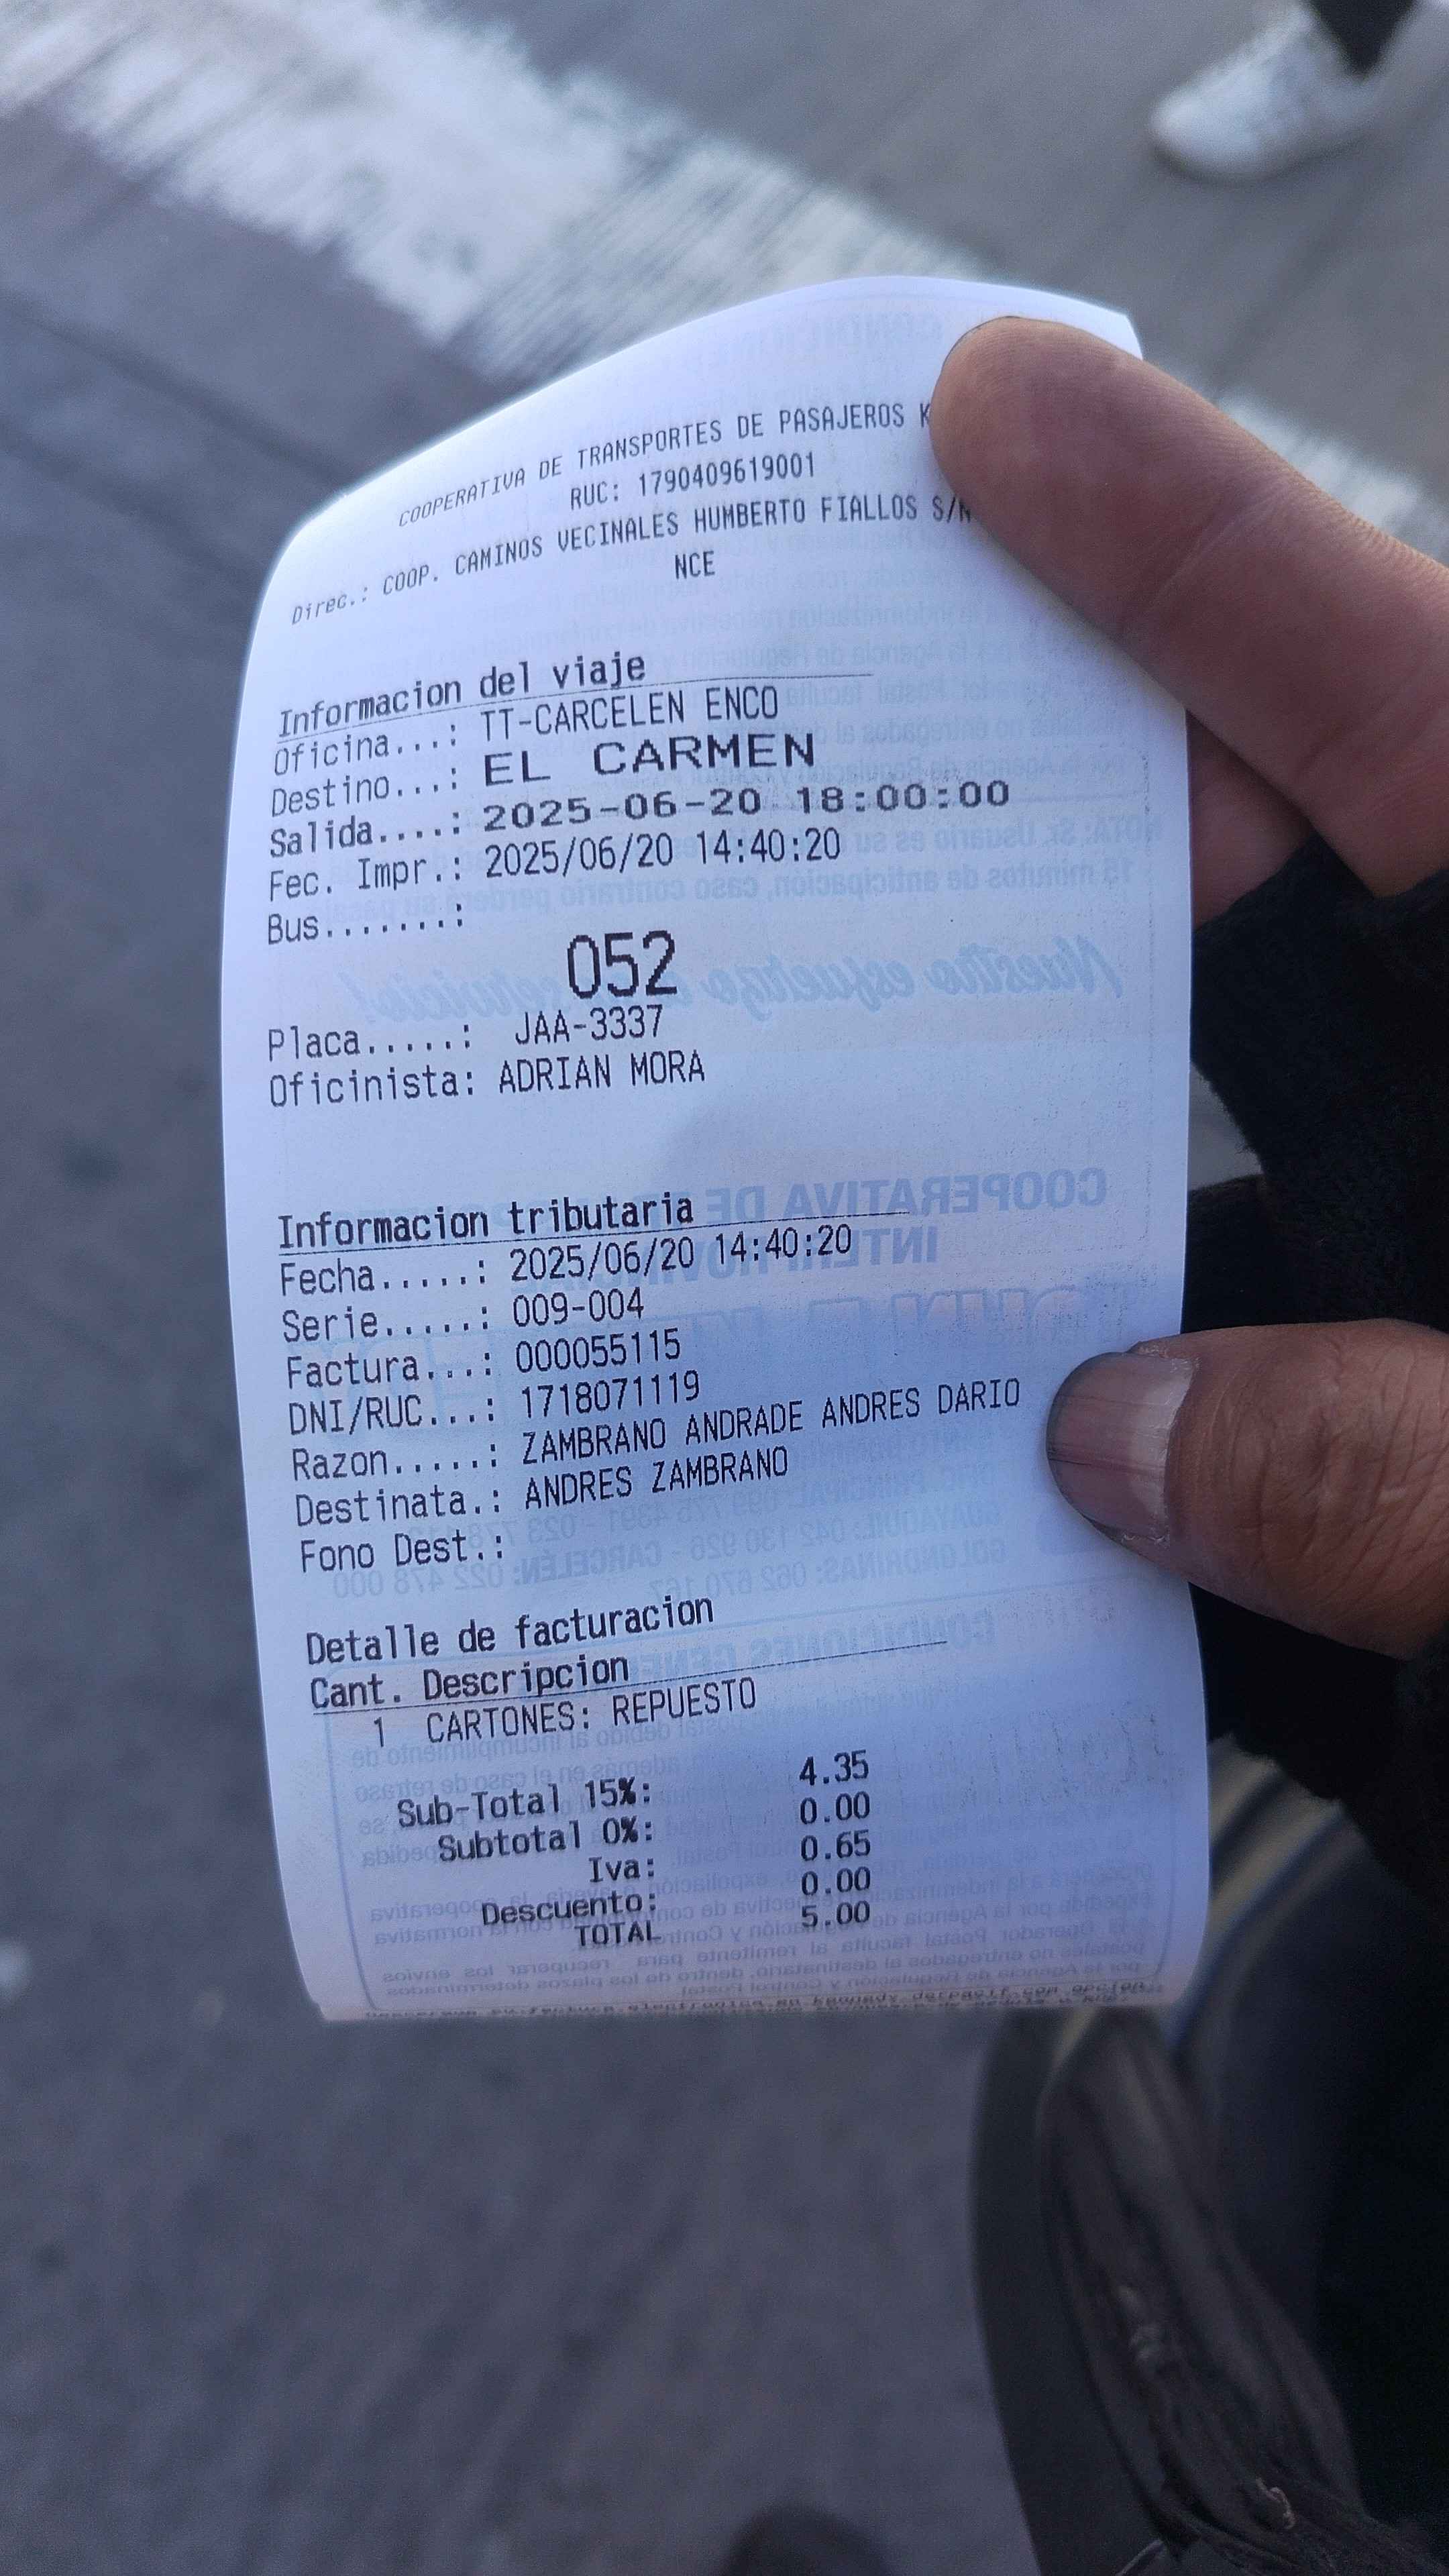 COOPERATIVA DE TRANSPORTES DE PASAJEROS K
RUC: 1790409619001
Direc.: COOP. CAMINOS VECINALES HUMBERTO FIALLOS S/N
NCE
Informacion del viaje
Oficina...: TT-CARCELEN ENCO
Destino...: EL CARMEN
Salida....: 2025-06-20 18:00:00
Fec. Impr.: 2025/06/20 14:40:20
Bus.......:
052
Placa.....: JAA-3337
Oficinista: ADRIAN MORA
Informacion tributaria
Fecha.....: 2025/06/20 14:40:20
Serie.....: 009-004
Factura...: 000055115
DNI/RUC...: 1718071119
Razon.....: ZAMBRANO ANDRADE ANDRES DARIO
Destinata.: ANDRES ZAMBRANO
Fono Dest.:
Detalle de facturacion
Cant. Descripcion
1 CARTONES: REPUESTO
Sub-Total 15%: 4.35
Subtotal 0%: 0.00
Iva: 0.65
Descuento: 0.00
TOTAL 5.00